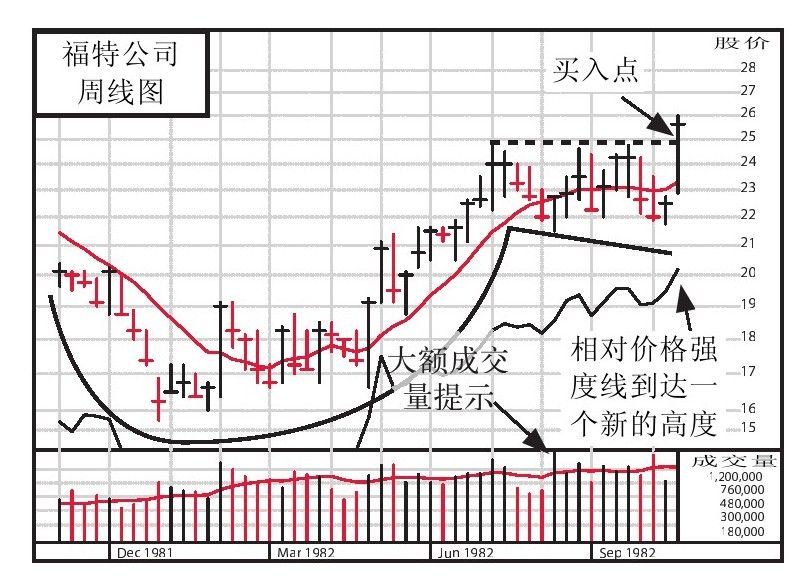 福特公司
周线图
股价
买入点
28
27
26
25
24
23
22
21
20
19
18
17
16
15
大额成交
量提示
相对价格强
度线到达一
个新的高度
成交量
1,200,000
760,000
480,000
300,000
180,000
Dec 1981
Mar 1982
Jun 1982
Sep 1982